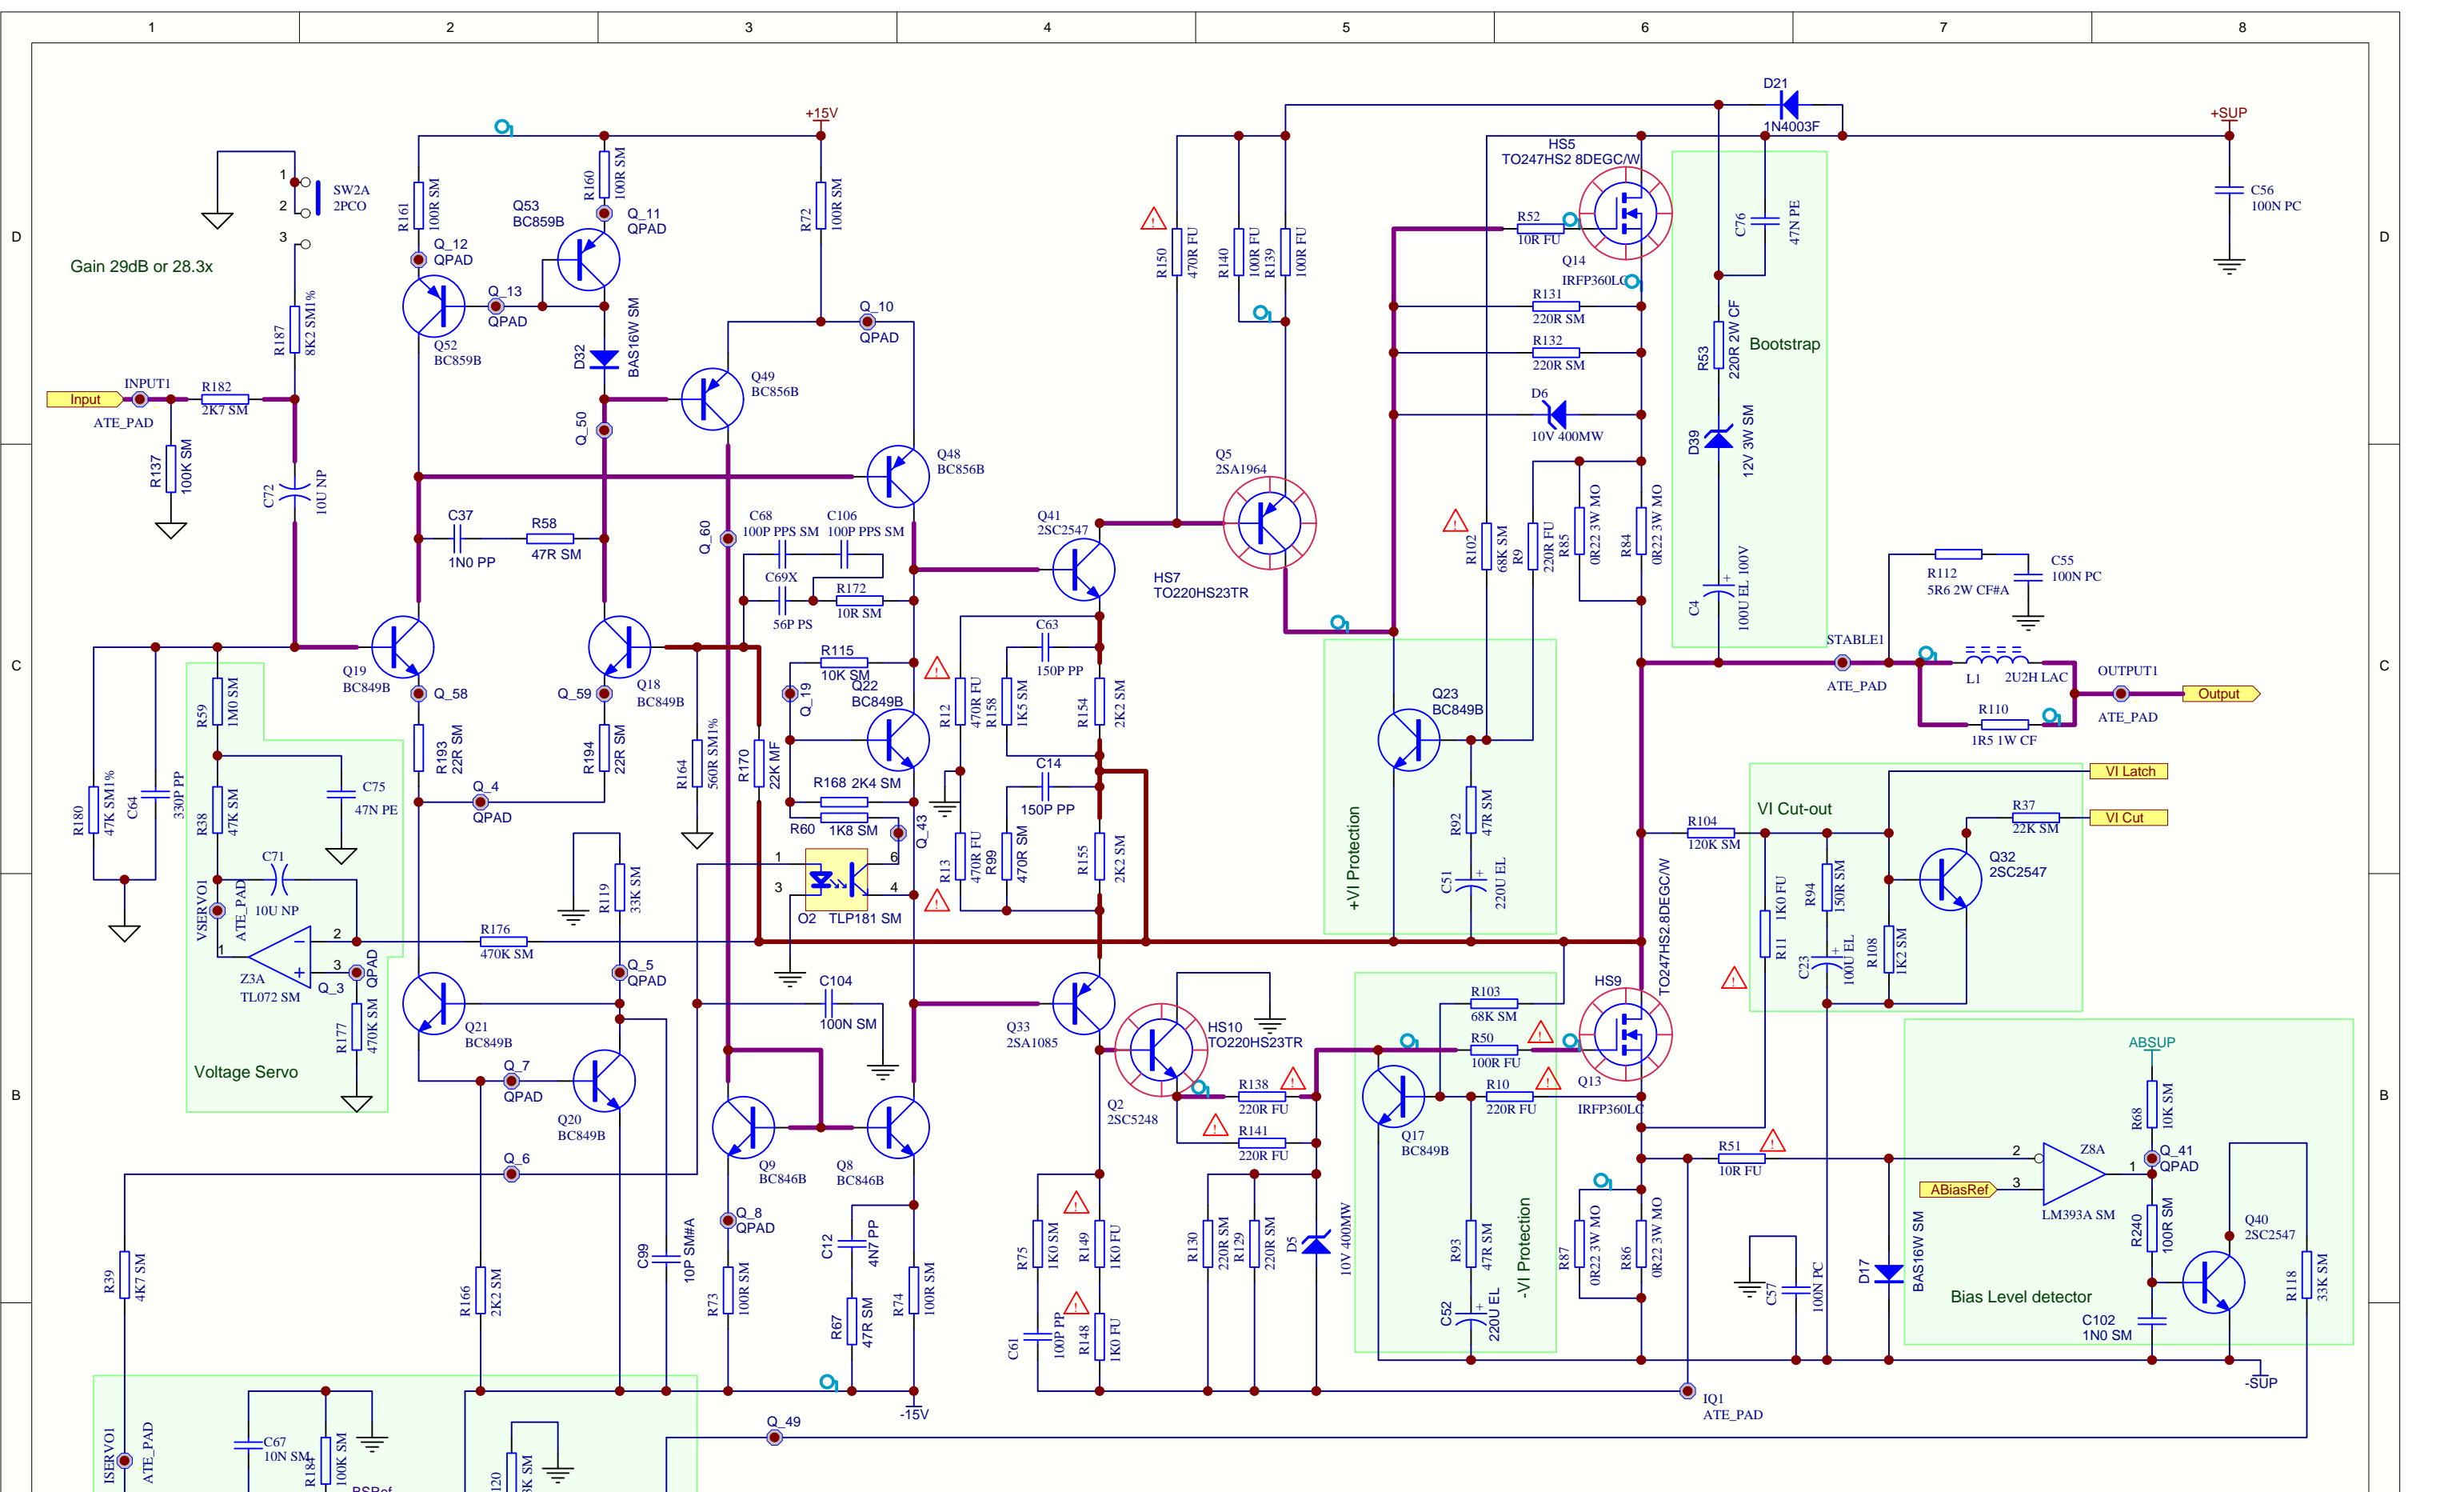 1 2 3 4 5 6 7 8
D
C
B
D
C
B
Gain 29dB or 28.3x
1
2
3
SW2A
2PCO
R187
8K2 SM1%
Input
INPUT1
ATE_PAD
R182
2K7 SM
R137
100K SM
C72
10U NP
+15V
R161
100R SM
Q_12
QPAD
Q52
BC859B
Q_13
QPAD
Q53
BC859B
R160
100R SM
Q_11
QPAD
D32
BAS16W SM
Q_50
R72
100R SM
Q_10
QPAD
Q49
BC856B
Q48
BC856B
C37
1N0 PP
R58
47R SM
Q_60
C68
100P PPS SM
C106
100P PPS SM
C69X
56P PS
R172
10R SM
Q19
BC849B
Q_58
Q18
BC849B
Q_59
R193
22R SM
R194
22R SM
Q_4
QPAD
R164
560R SM1%
R170
22K MF
R115
10K SM
Q_19
Q22
BC849B
R168 2K4 SM
R60
1K8 SM
Q_43
1
3
6
4
O2
TLP181 SM
R180
47K SM1%
C64
330P PP
R59
1M0 SM
R38
47K SM
C75
47N PE
C71
10U NP
VSERVO1
ATE_PAD
1
2
3
Z3A
TL072 SM
Q_3
QPAD
R177
470K SM
Voltage Servo
R176
470K SM
R119
33K SM
Q_5
QPAD
Q21
BC849B
Q_7
QPAD
Q20
BC849B
Q_6
C104
100N SM
Q9
BC846B
Q8
BC846B
Q_8
QPAD
R39
4K7 SM
R166
2K2 SM
C99
10P SM#A
R73
100R SM
C12
4N7 PP
R67
47R SM
R74
100R SM
-15V
ISERVO1
ATE_PAD
C67
10N SM
R184
100K SM
Q_49
Q41
2SC2547
R150
470R FU
R140
100R FU
R139
100R FU
Q5
2SA1964
HS7
TO220HS23TR
C63
150P PP
R12
470R FU
R158
1K5 SM
R154
2K2 SM
C14
150P PP
R13
470R FU
R99
470R SM
R155
2K2 SM
Q33
2SA1085
Q2
2SC5248
HS10
TO220HS23TR
R138
220R FU
R141
220R FU
R75
1K0 SM
R149
1K0 FU
C61
100P PP
R148
1K0 FU
R130
220R SM
R129
220R SM
D5
10V 400MW
HS5
TO247HS2 8DEGC/W
R52
10R FU
Q14
IRFP360LC
R131
220R SM
R132
220R SM
D6
10V 400MW
R102
68K SM
R9
220R FU
R85
0R22 3W MO
R84
0R22 3W MO
D21
1N4003F
C76
47N PE
R53
220R 2W CF
Bootstrap
D39
12V 3W SM
C4
100U EL 100V
+SUP
C56
100N PC
R112
5R6 2W CF#A
C55
100N PC
STABLE1
ATE_PAD
L1
2U2H LAC
R110
1R5 1W CF
OUTPUT1
ATE_PAD
Output
Q23
BC849B
R92
47R SM
C51
220U EL
+VI Protection
VI Latch
VI Cut
VI Cut-out
R37
22K SM
R104
120K SM
R11
1K0 FU
R94
150R SM
C23
100U EL
R108
1K2 SM
Q32
2SC2547
HS9
TO247HS2.8DEGC/W
R103
68K SM
R50
100R FU
R10
220R FU
Q13
IRFP360LC
Q17
BC849B
R93
47R SM
C52
220U EL
-VI Protection
R87
0R22 3W MO
R86
0R22 3W MO
R51
10R FU
C57
100N PC
D17
BAS16W SM
ABSUP
R68
10K SM
Q_41
QPAD
2
3
1
Z8A
LM393A SM
ABiasRef
R240
100R SM
Q40
2SC2547
C102
1N0 SM
R118
33K SM
Bias Level detector
-SUP
IQ1
ATE_PAD